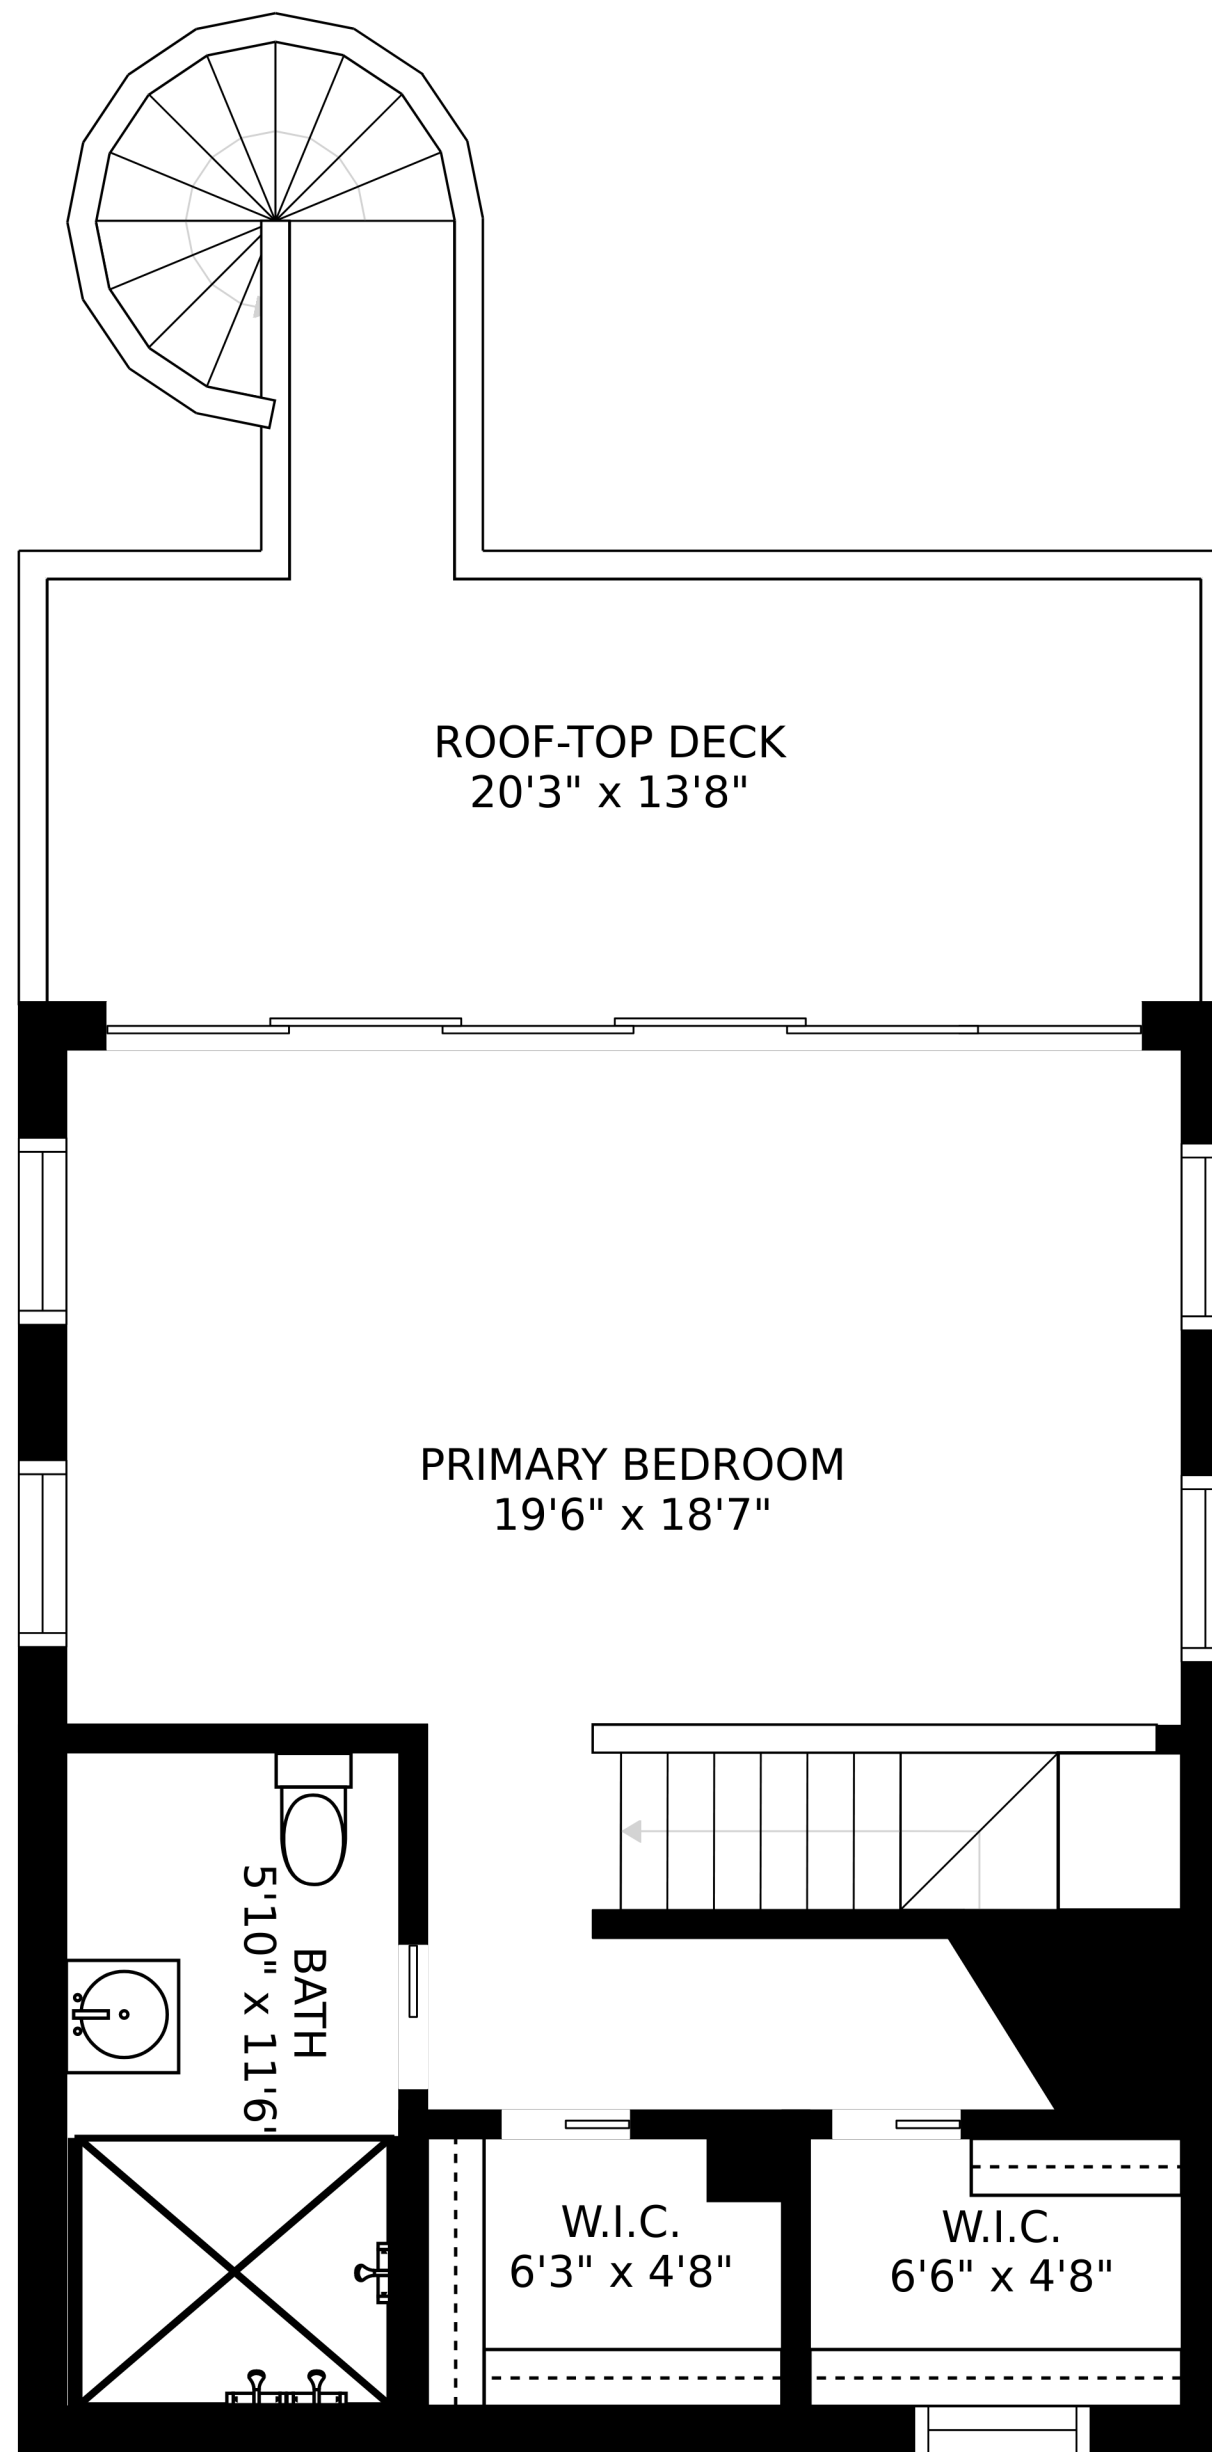 ROOF-TOP DECK
20'3" x 13'8"
PRIMARY BEDROOM
19'6" x 18'7"
BATH
5'10" x 11'6'
W.I.C.
6'3" x 4'8"
W.I.C.
6'6" x 4'8"